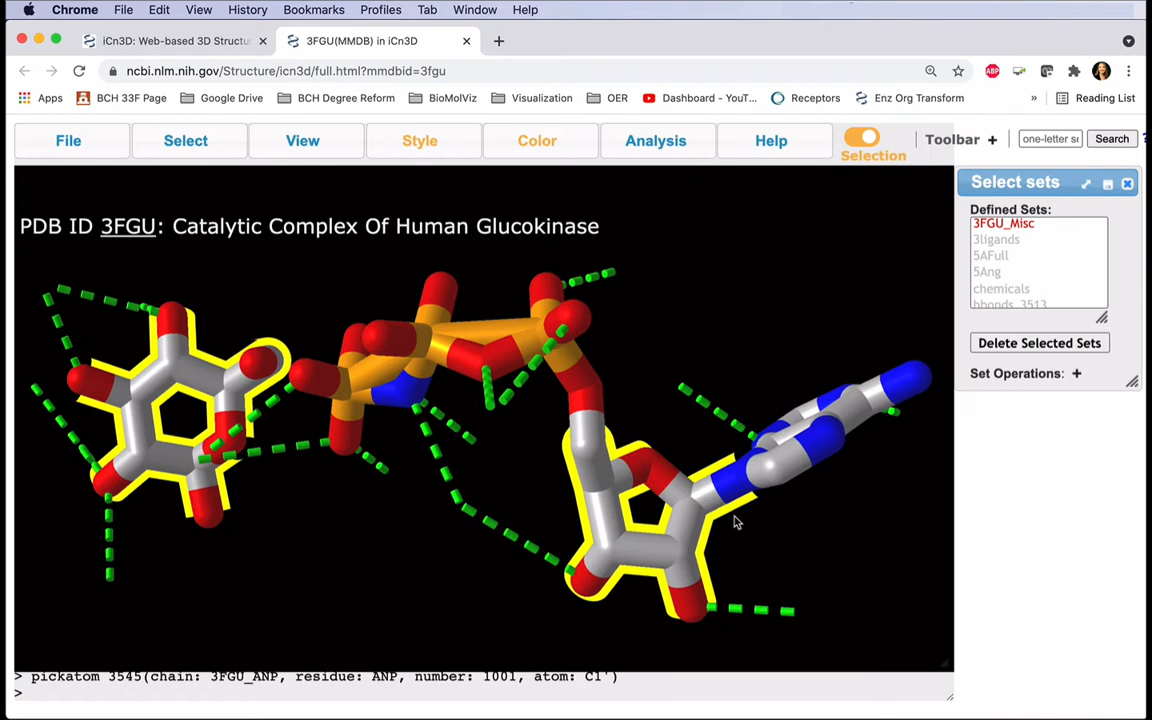 Chrome File Edit View History Bookmarks Profiles Tab Window Help
iCn3D: Web-based 3D Structu 3FGU(MMDB) in iCn3D
ncbi.nlm.nih.gov/Structure/icn3d/full.html?mmdbid=3fgu
Apps BCH 33F Page Google Drive BCH Degree Reform BioMolViz Visualization OER Dashboard - YouT... Receptors Enz Org Transform » Reading List
File Select View Style Color Analysis Help Selection Toolbar + one-letter se Search
Select sets
Defined Sets:
3FGU_Misc
3ligands
5AFull
5Ang
chemicals
hbonds_3513
Delete Selected Sets
Set Operations: +
PDB ID 3FGU: Catalytic Complex Of Human Glucokinase
> pickatom 3545(chain: 3FGU_ANP, residue: ANP, number: 1001, atom: C1')
>